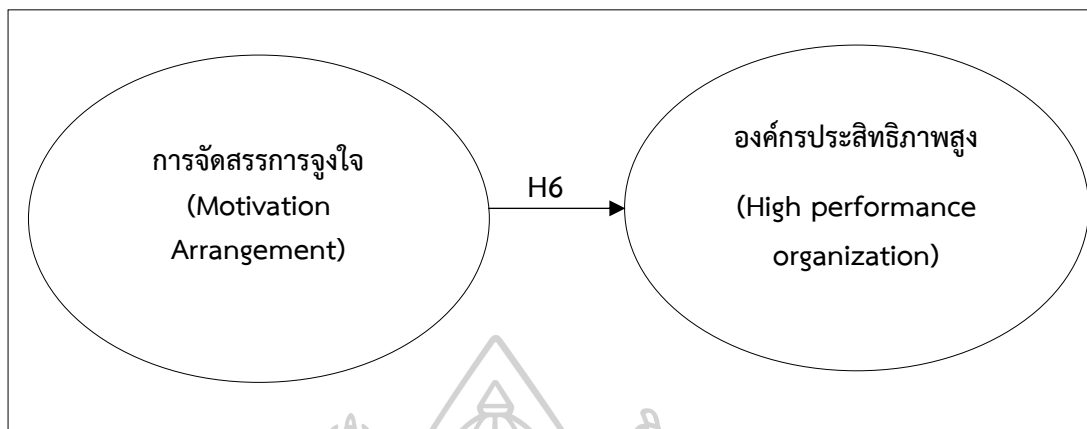 การจัดสรรการจูงใจ
(Motivation
Arrangement)
H6
องค์กรประสิทธิภาพสูง
(High performance
organization)